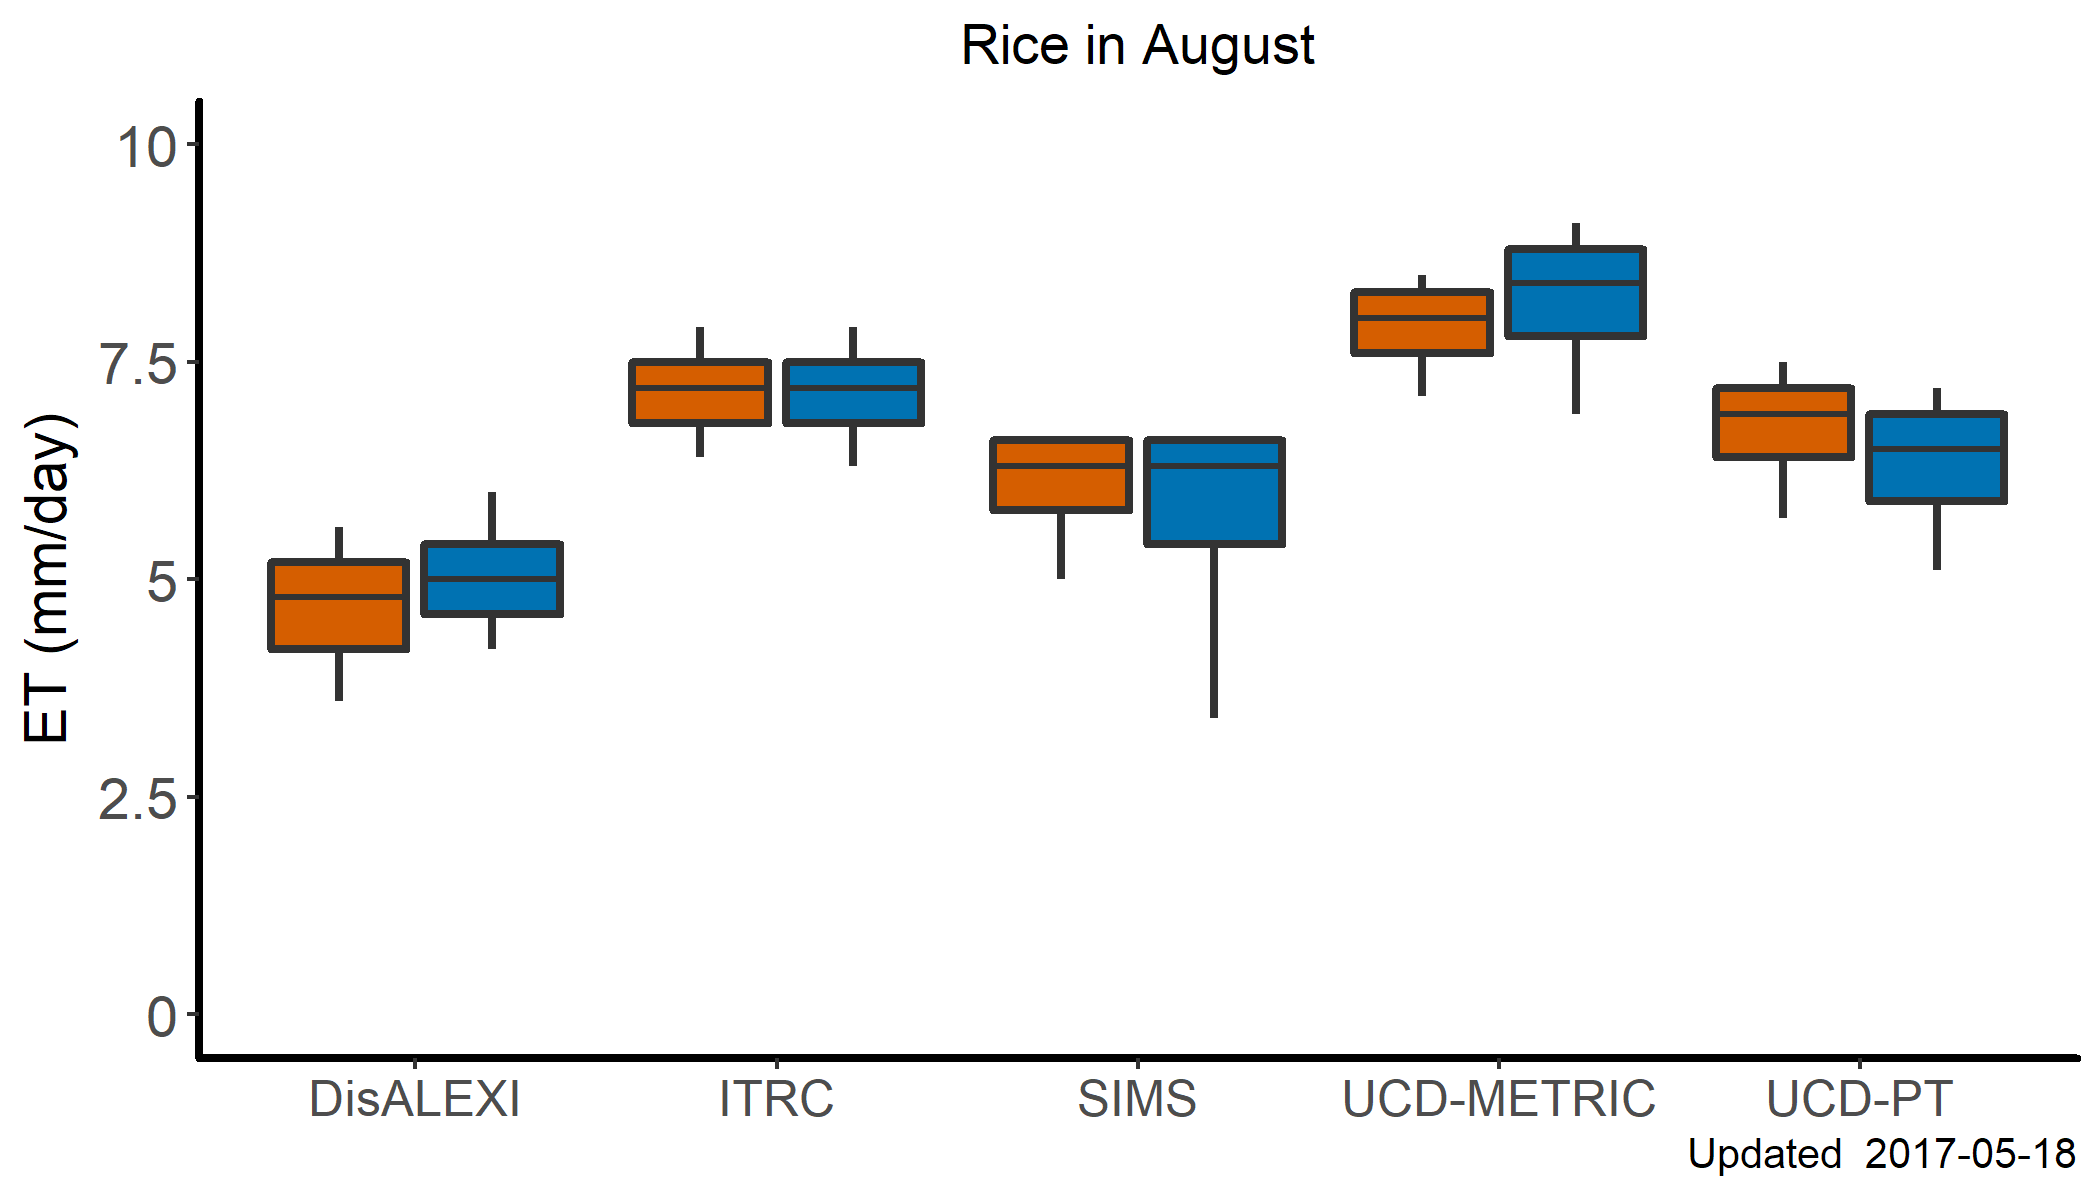 Rice in August
10
7.5
5
2.5
0
ET (mm/day)
DisALEXI ITRC SIMS UCD-METRIC UCD-PT
Updated  2017-05-18